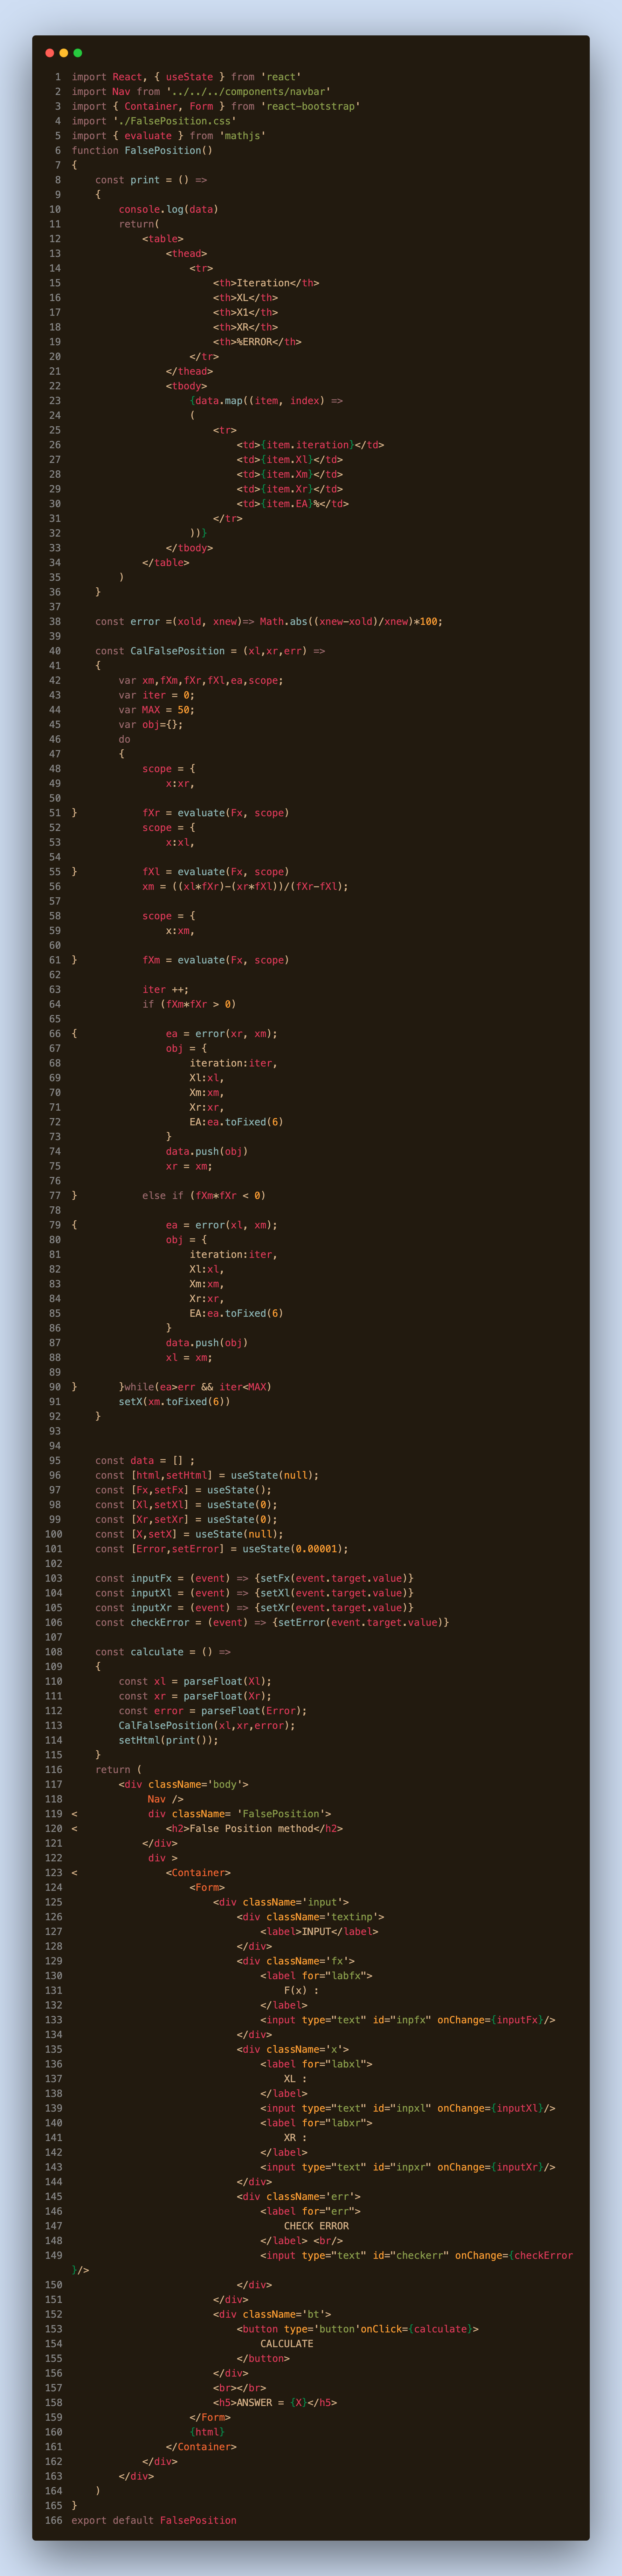 1 import React, { useState } from 'react'
2 import Nav from '../../../components/navbar'
3 import { Container, Form } from 'react-bootstrap'
4 import './FalsePosition.css'
5 import { evaluate } from 'mathjs'
6 function FalsePosition()
7 {
8     const print = () =>
9     {
10         console.log(data)
11         return(
12             <table>
13                 <thead>
14                     <tr>
15                         <th>Iteration</th>
16                         <th>XL</th>
17                         <th>X1</th>
18                         <th>XR</th>
19                         <th>%ERROR</th>
20                     </tr>
21                 </thead>
22                 <tbody>
23                     {data.map((item, index) =>
24                     (
25                         <tr>
26                             <td>{item.iteration}</td>
27                             <td>{item.Xl}</td>
28                             <td>{item.Xm}</td>
29                             <td>{item.Xr}</td>
30                             <td>{item.EA}%</td>
31                         </tr>
32                     ))}
33                 </tbody>
34             </table>
35         )
36     }
37
38     const error =(xold, xnew)=> Math.abs((xnew-xold)/xnew)*100;
39
40     const CalFalsePosition = (xl,xr,err) =>
41     {
42         var xm,fXm,fXr,fXl,ea,scope;
43         var iter = 0;
44         var MAX = 50;
45         var obj={};
46         do
47         {
48             scope = {
49                 x:xr,
50
51 }           fXr = evaluate(Fx, scope)
52             scope = {
53                 x:xl,
54
55 }           fXl = evaluate(Fx, scope)
56             xm = ((xl*fXr)-(xr*fXl))/(fXr-fXl);
57
58             scope = {
59                 x:xm,
60
61 }           fXm = evaluate(Fx, scope)
62
63             iter ++;
64             if (fXm*fXr > 0)
65
66 {               ea = error(xr, xm);
67                 obj = {
68                     iteration:iter,
69                     Xl:xl,
70                     Xm:xm,
71                     Xr:xr,
72                     EA:ea.toFixed(6)
73                 }
74                 data.push(obj)
75                 xr = xm;
76
77 }           else if (fXm*fXr < 0)
78
79 {               ea = error(xl, xm);
80                 obj = {
81                     iteration:iter,
82                     Xl:xl,
83                     Xm:xm,
84                     Xr:xr,
85                     EA:ea.toFixed(6)
86                 }
87                 data.push(obj)
88                 xl = xm;
89
90 }       }while(ea>err && iter<MAX)
91         setX(xm.toFixed(6))
92     }
93
94
95     const data = [] ;
96     const [html,setHtml] = useState(null);
97     const [Fx,setFx] = useState();
98     const [Xl,setXl] = useState(0);
99     const [Xr,setXr] = useState(0);
100     const [X,setX] = useState(null);
101     const [Error,setError] = useState(0.00001);
102
103     const inputFx = (event) => {setFx(event.target.value)}
104     const inputXl = (event) => {setXl(event.target.value)}
105     const inputXr = (event) => {setXr(event.target.value)}
106     const checkError = (event) => {setError(event.target.value)}
107
108     const calculate = () =>
109     {
110         const xl = parseFloat(Xl);
111         const xr = parseFloat(Xr);
112         const error = parseFloat(Error);
113         CalFalsePosition(xl,xr,error);
114         setHtml(print());
115     }
116     return (
117         <div className='body'>
118              Nav />
119 <            div className= 'FalsePosition'>
120 <               <h2>False Position method</h2>
121             </div>
122              div >
123 <               <Container>
124                     <Form>
125                         <div className='input'>
126                             <div className='textinp'>
127                                 <label>INPUT</label>
128                             </div>
129                             <div className='fx'>
130                                 <label for="labfx">
131                                     F(x) :
132                                 </label>
133                                 <input type="text" id="inpfx" onChange={inputFx}/>
134                             </div>
135                             <div className='x'>
136                                 <label for="labxl">
137                                     XL :
138                                 </label>
139                                 <input type="text" id="inpxl" onChange={inputXl}/>
140                                 <label for="labxr">
141                                     XR :
142                                 </label>
143                                 <input type="text" id="inpxr" onChange={inputXr}/>
144                             </div>
145                             <div className='err'>
146                                 <label for="err">
147                                     CHECK ERROR
148                                 </label> <br/>
149                                 <input type="text" id="checkerr" onChange={checkError
}/>
150                             </div>
151                         </div>
152                         <div className='bt'>
153                             <button type='button'onClick={calculate}>
154                                 CALCULATE
155                             </button>
156                         </div>
157                         <br></br>
158                         <h5>ANSWER = {X}</h5>
159                     </Form>
160                     {html}
161                 </Container>
162             </div>
163         </div>
164     )
165 }
166 export default FalsePosition